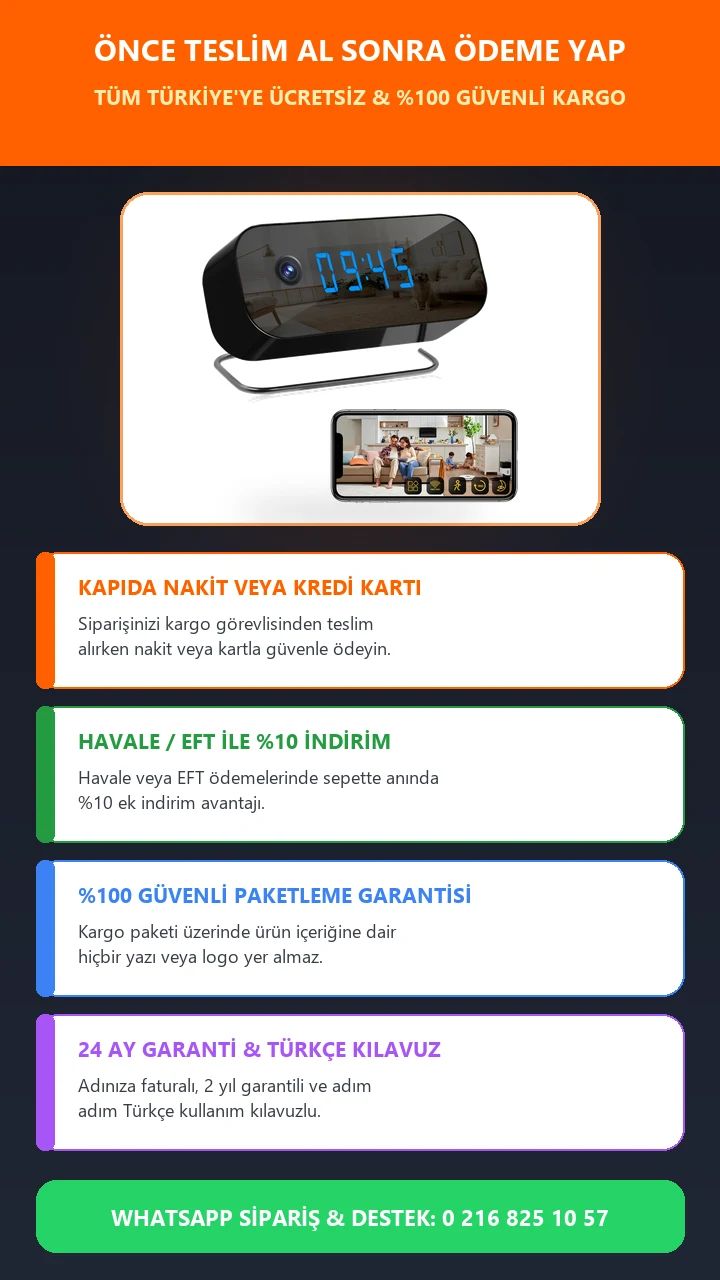 ÖNCE TESLİM AL SONRA ÖDEME YAP
TÜM TÜRKİYE'YE ÜCRETSİZ & %100 GÜVENLİ KARGO
09:45
KAPIDA NAKİT VEYA KREDİ KARTI
Siparişinizi kargo görevlisinden teslim
alırken nakit veya kartla güvenle ödeyin.
HAVALE / EFT İLE %10 İNDİRİM
Havale veya EFT ödemelerinde sepette anında
%10 ek indirim avantajı.
%100 GÜVENLİ PAKETLEME GARANTİSİ
Kargo paketi üzerinde ürün içeriğine dair
hiçbir yazı veya logo yer almaz.
24 AY GARANTİ & TÜRKÇE KILAVUZ
Adınıza faturalı, 2 yıl garantili ve adım
adım Türkçe kullanım kılavuzlu.
WHATSAPP SİPARİŞ & DESTEK: 0 216 825 10 57